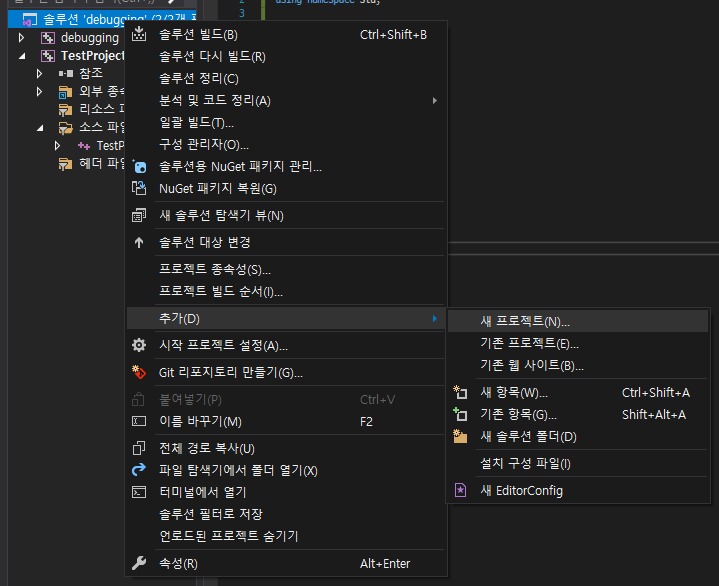 using namespace std;
2
3
솔루션 'debugging' (2/2개
debugging
TestProject
참조
외부 종속
리소스 파
소스 파일
TestP
헤더 파일
솔루션 빌드(B) Ctrl+Shift+B
솔루션 다시 빌드(R)
솔루션 정리(C)
분석 및 코드 정리(A)
일괄 빌드(T)...
구성 관리자(O)...
솔루션용 NuGet 패키지 관리...
NuGet 패키지 복원(G)
새 솔루션 탐색기 뷰(N)
솔루션 대상 변경
프로젝트 종속성(S)...
프로젝트 빌드 순서(I)...
추가(D)
시작 프로젝트 설정(A)...
Git 리포지토리 만들기(G)...
붙여넣기(P) Ctrl+V
이름 바꾸기(M) F2
전체 경로 복사(U)
파일 탐색기에서 폴더 열기(X)
터미널에서 열기
솔루션 필터로 저장
언로드된 프로젝트 숨기기
속성(R) Alt+Enter
새 프로젝트(N)...
기존 프로젝트(E)...
기존 웹 사이트(B)...
새 항목(W)... Ctrl+Shift+A
기존 항목(G)... Shift+Alt+A
새 솔루션 폴더(D)
설치 구성 파일(I)
새 EditorConfig